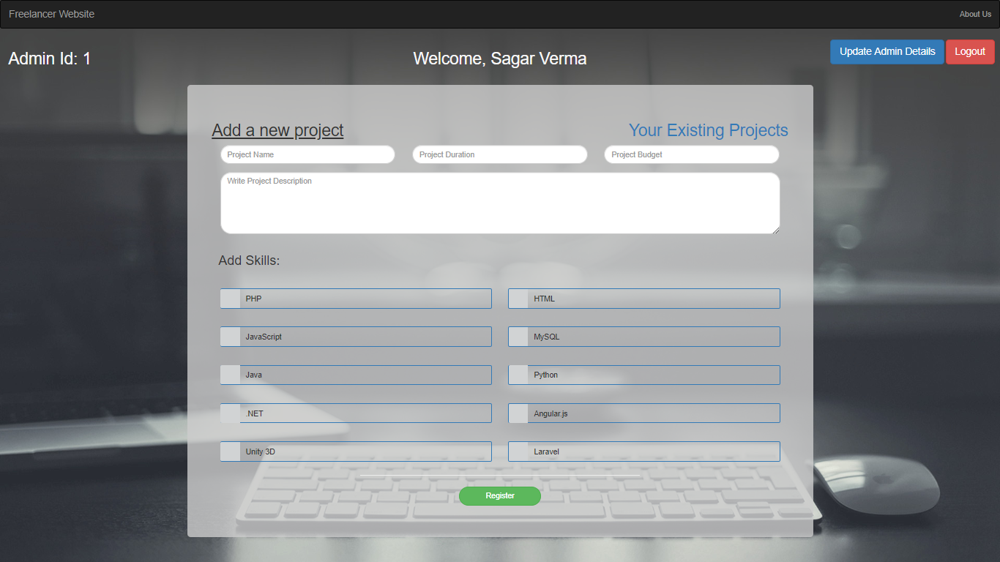 Freelancer Website
About Us
Admin Id: 1
Welcome, Sagar Verma
Update Admin Details
Logout
Add a new project
Your Existing Projects
Project Name
Project Duration
Project Budget
Write Project Description
Add Skills:
PHP
HTML
JavaScript
MySQL
Java
Python
.NET
Angular.js
Unity 3D
Laravel
Register